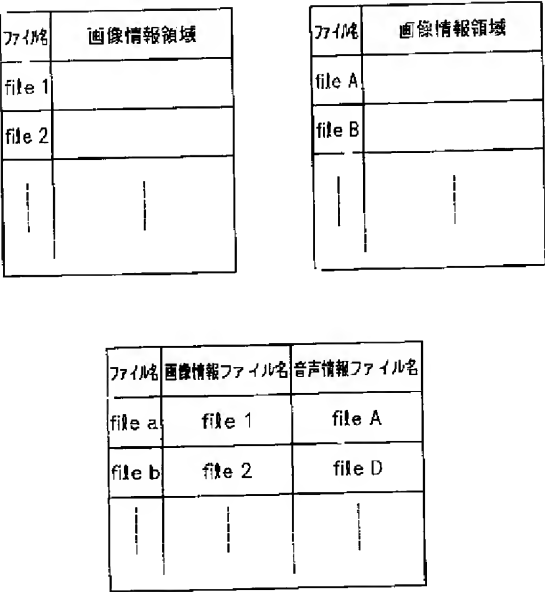 ファイル名 画像情報領域
file 1
file 2
ファイル名 画像情報領域
file A
file B
ファイル名 画像情報ファイル名 音声情報ファイル名
file a file 1 file A
file b file 2 file D